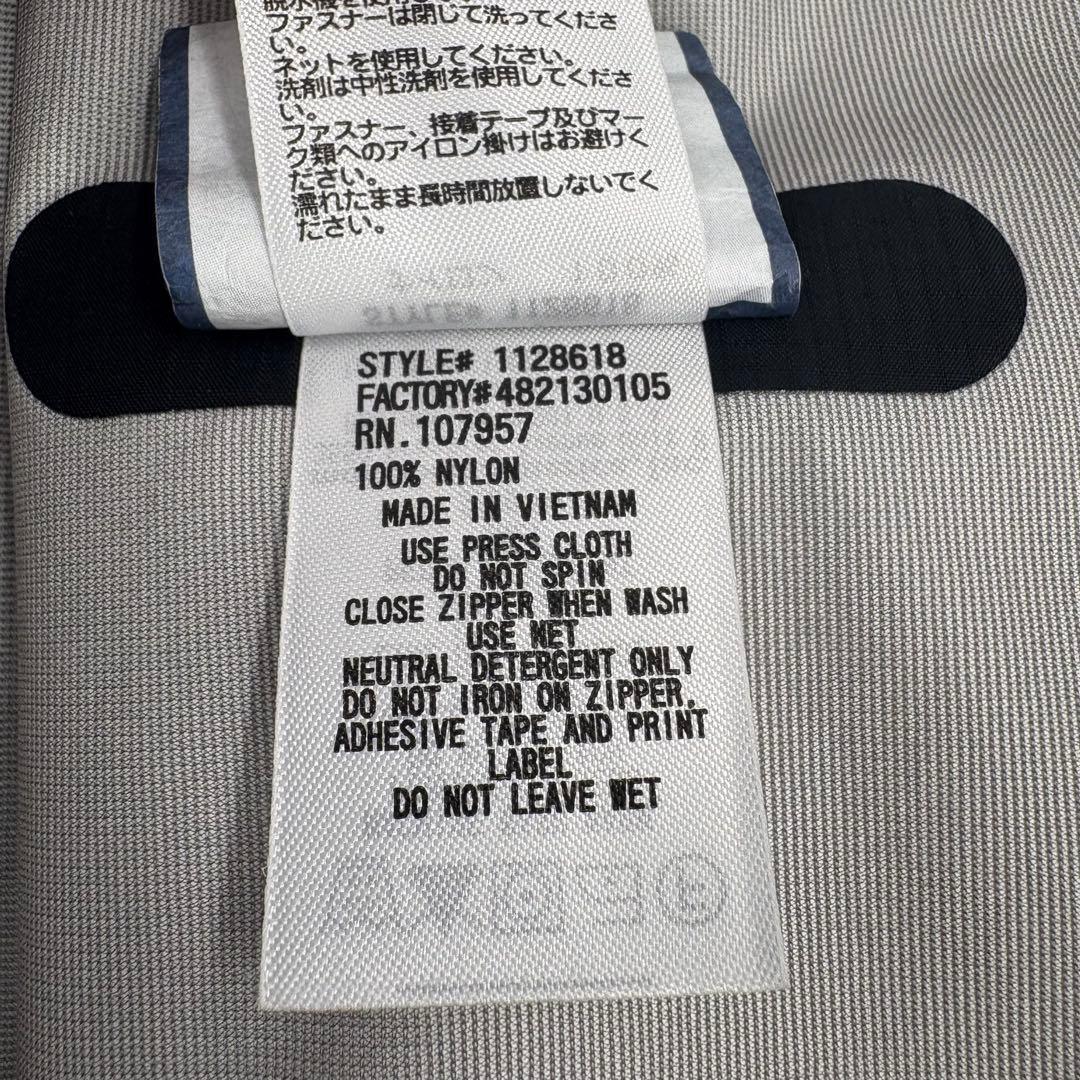 脱水機を使用し
ファスナーは閉じて洗ってくださ
い。
ネットを使用してください。
洗剤は中性洗剤を使用してくださ
い。
ファスナー、接着テープ及びマー
ク類へのアイロン掛けはお避けく
ださい。
濡れたまま長時間放置しないでく
ださい。
STYLE# 1128618
FACTORY#482130105
RN.107957
100% NYLON
MADE IN VIETNAM
USE PRESS CLOTH
DO NOT SPIN
CLOSE ZIPPER WHEN WASH
USE NET
NEUTRAL DETERGENT ONLY
DO NOT IRON ON ZIPPER,
ADHESIVE TAPE AND PRINT
LABEL
DO NOT LEAVE WET